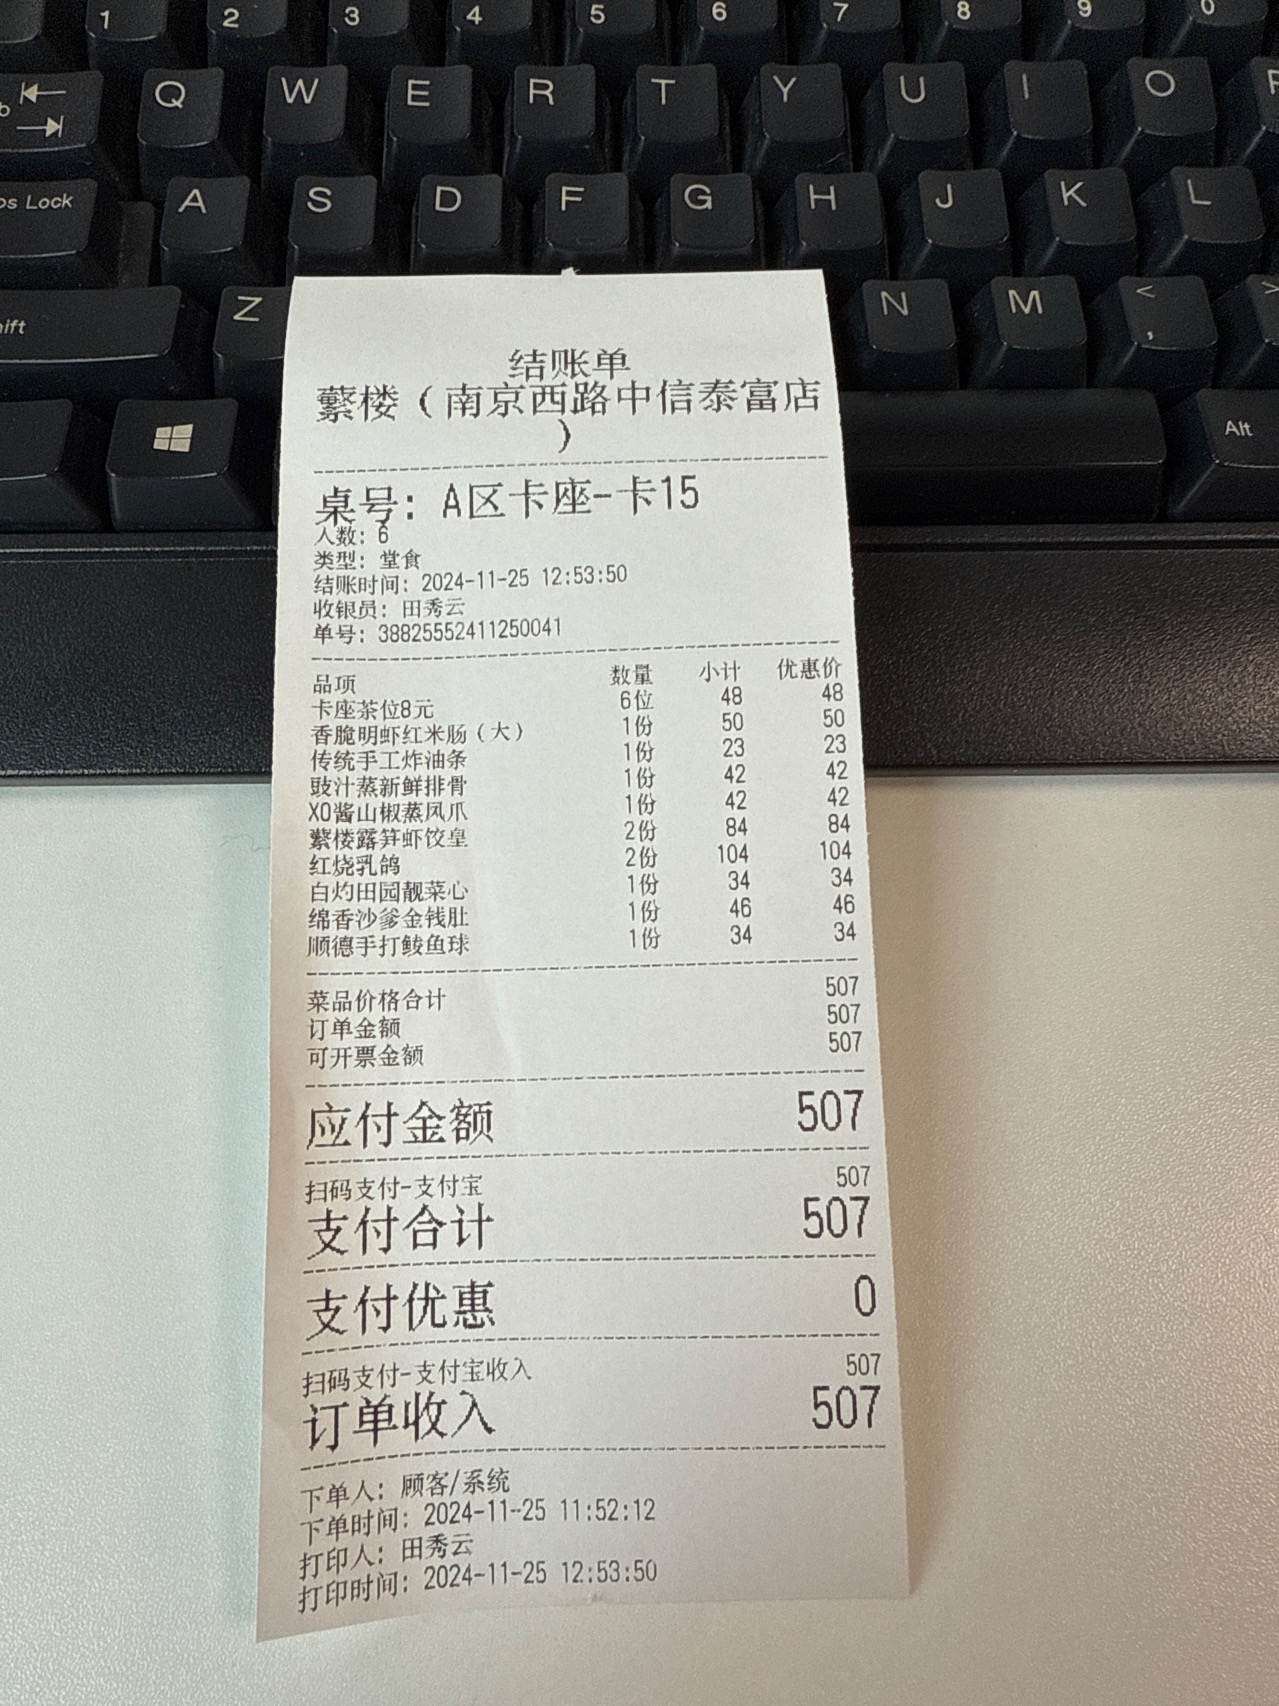 1 2 3 4 5 6 7 8 9 0
Q W E R T Y U I O
os Lock A S D F G H J K L
ift Z N M < , >
Alt
结账单
蘩楼（南京西路中信泰富店
）
桌号：A区卡座-卡15
人数：6
类型：堂食
结账时间：2024-11-25 12:53:50
收银员：田秀云
单号：38825552411250041
品项 数量 小计 优惠价
卡座茶位8元 6位 48 48
香脆明虾红米肠（大） 1份 50 50
传统手工炸油条 1份 23 23
豉汁蒸新鲜排骨 1份 42 42
XO酱山椒蒸凤爪 1份 42 42
蘩楼露笋虾饺皇 2份 84 84
红烧乳鸽 2份 104 104
白灼田园靓菜心 1份 34 34
绵香沙爹金钱肚 1份 46 46
顺德手打鲮鱼球 1份 34 34
菜品价格合计 507
订单金额 507
可开票金额 507
应付金额 507
扫码支付-支付宝 507
支付合计 507
支付优惠 0
扫码支付-支付宝收入 507
订单收入 507
下单人：顾客/系统
下单时间：2024-11-25 11:52:12
打印人：田秀云
打印时间：2024-11-25 12:53:50